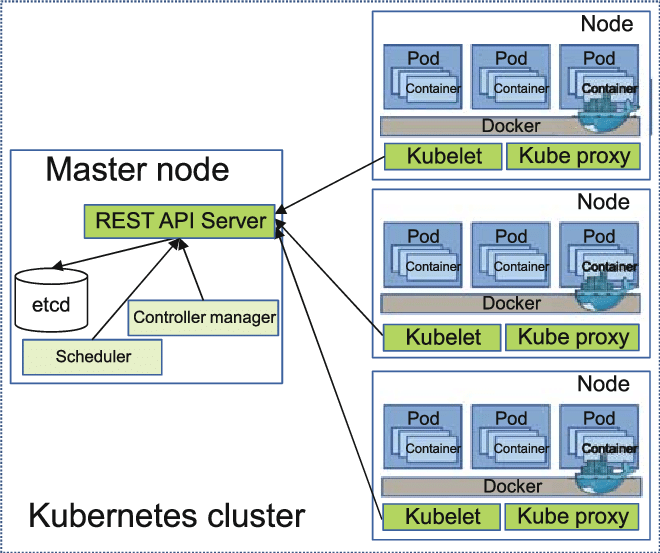 Node
Pod Pod Pod
Container Container Container
Docker
Kubelet Kube proxy
Master node
REST API Server
etcd
Controller manager
Scheduler
Node
Pod Pod Pod
Container Container Container
Docker
Kubelet Kube proxy
Node
Pod Pod Pod
Container Container Container
Docker
Kubelet Kube proxy
Kubernetes cluster